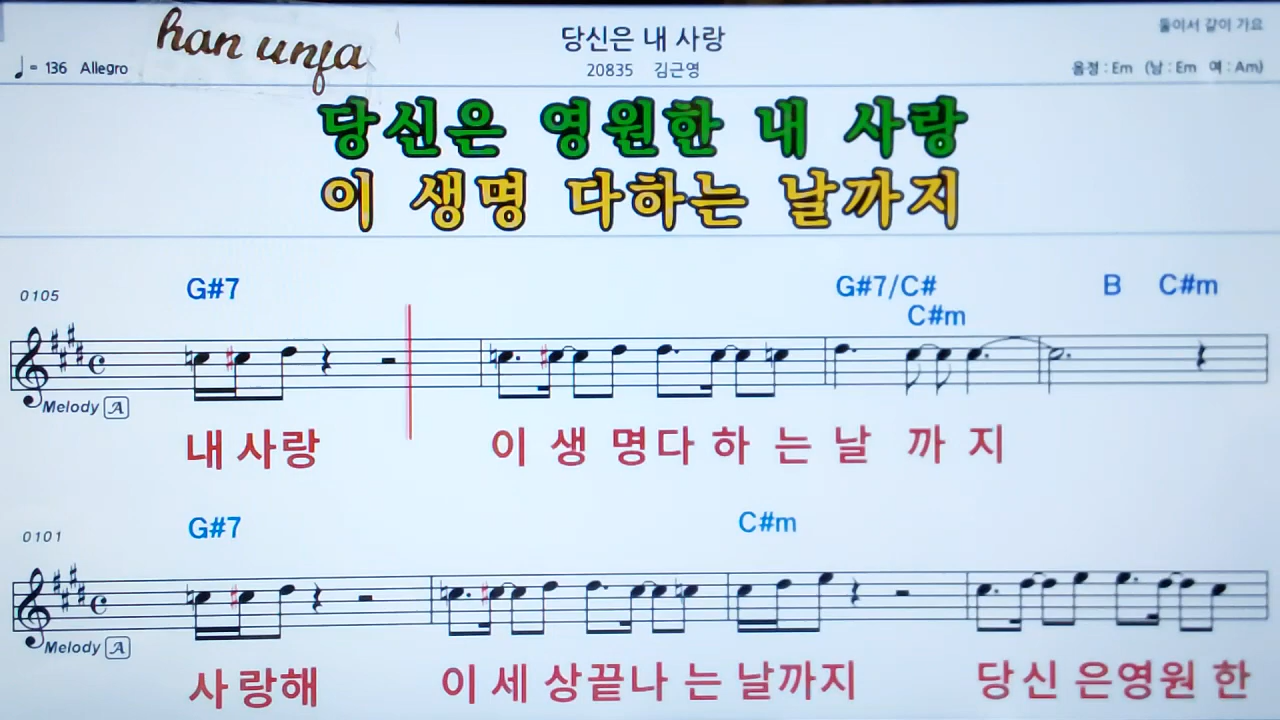 han unfa
당신은 내 사랑
둘이서 같이 가요
♩= 136 Allegro
20835 김근영
음정 : Em (남 : Em 여 : Am)
당신은 영원한 내 사랑
이 생명 다하는 날까지
0105 G#7 G#7/C# B C#m
C#m
Melody A
내 사랑 이 생 명다 하 는 날 까 지
0101 G#7 C#m
Melody A
사 랑해 이 세 상끝나 는 날까지 당신 은영원 한